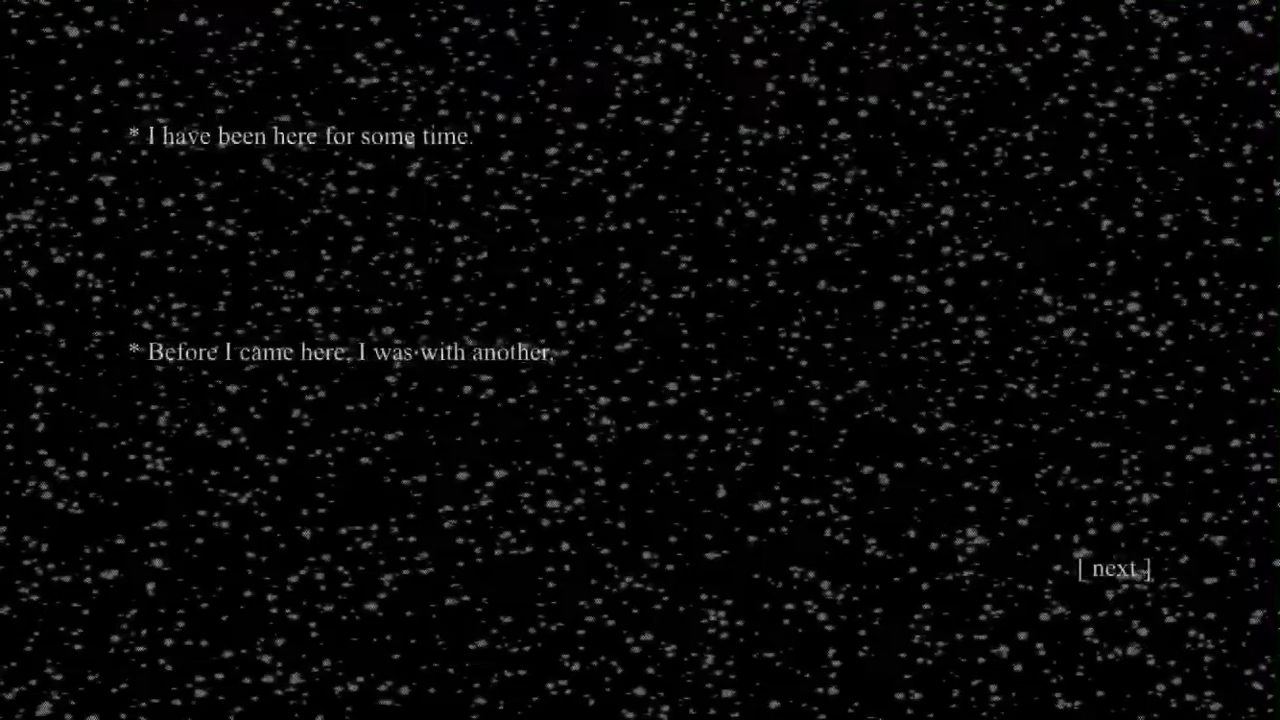 * I have been here for some time.
* Before I came here, I was with another.
[ next ]